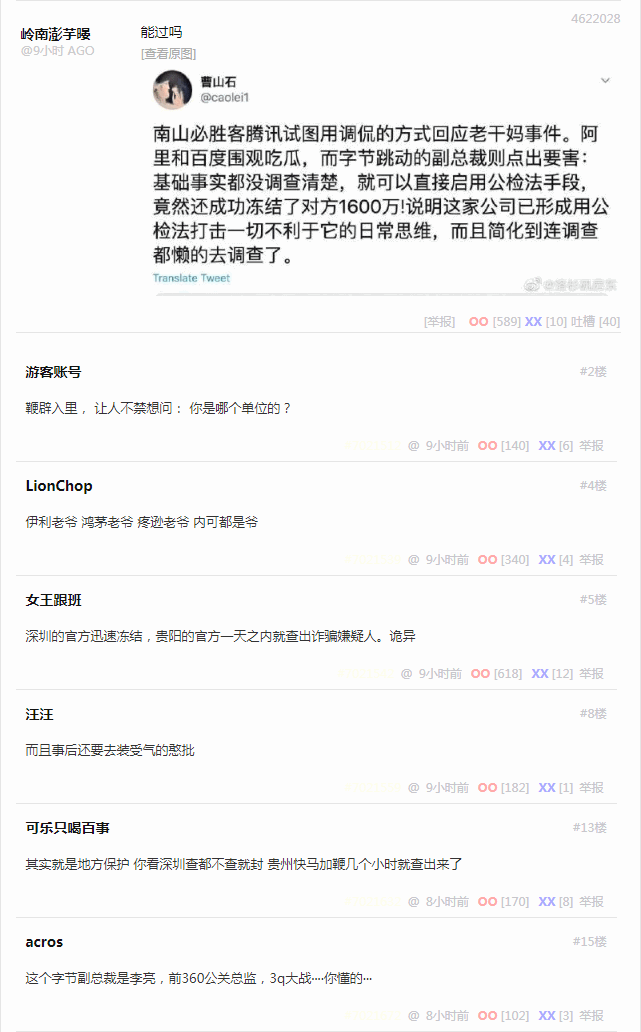 4622028
岭南澎芋喽
@9小时 AGO
能过吗
[查看原图]
曹山石
@caolei1
南山必胜客腾讯试图用调侃的方式回应老干妈事件。阿
里和百度围观吃瓜，而字节跳动的副总裁则点出要害：
基础事实都没调查清楚，就可以直接启用公检法手段，
竟然还成功冻结了对方1600万!说明这家公司已形成用公
检法打击一切不利于它的日常思维，而且简化到连调查
都懒的去调查了。
Translate Tweet
[举报] OO [589] XX [10] 吐槽 [40]
游客账号 #2楼
鞭辟入里， 让人不禁想问： 你是哪个单位的？
@ 9小时前 OO [140] XX [6] 举报
LionChop #4楼
伊利老爷 鸿茅老爷 疼逊老爷 内可都是爷
@ 9小时前 OO [340] XX [4] 举报
女王跟班 #5楼
深圳的官方迅速冻结，贵阳的官方一天之内就查出诈骗嫌疑人。诡异
@ 9小时前 OO [618] XX [12] 举报
汪汪 #8楼
而且事后还要去装受气的憨批
@ 9小时前 OO [182] XX [1] 举报
可乐只喝百事 #13楼
其实就是地方保护 你看深圳查都不查就封 贵州快马加鞭几个小时就查出来了
@ 8小时前 OO [170] XX [8] 举报
acros #15楼
这个字节副总裁是李亮，前360公关总监，3q大战····你懂的···
@ 8小时前 OO [102] XX [3] 举报